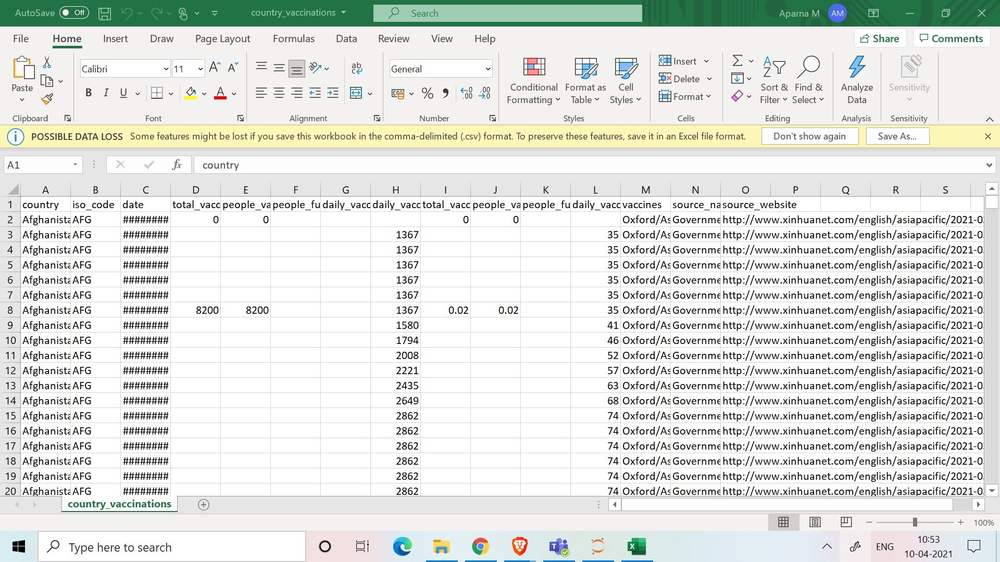 AutoSave Off country_vaccinations Search Aparna M AM
File Home Insert Draw Page Layout Formulas Data Review View Help Share Comments
Paste Calibri 11 General Conditional Formatting Format as Table Cell Styles Insert Delete Format Sort & Filter Find & Select Analyze Data Sensitivity
Clipboard Font Alignment Number Styles Cells Editing Analysis Sensitivity
POSSIBLE DATA LOSS Some features might be lost if you save this workbook in the comma-delimited (.csv) format. To preserve these features, save it in an Excel file format. Don't show again Save As...
A1 fx country
A B C D E F G H I J K L M N O P Q R S
1 country iso_code date total_vacc people_va people_fu daily_vacc daily_vacc total_vacc people_va people_fu daily_vacc vaccines source_na source_website
2 Afghanista AFG ######## 0 0 0 0 Oxford/As Governme http://www.xinhuanet.com/english/asiapacific/2021-0
3 Afghanista AFG ######## 1367 35 Oxford/As Governme http://www.xinhuanet.com/english/asiapacific/2021-0
4 Afghanista AFG ######## 1367 35 Oxford/As Governme http://www.xinhuanet.com/english/asiapacific/2021-0
5 Afghanista AFG ######## 1367 35 Oxford/As Governme http://www.xinhuanet.com/english/asiapacific/2021-0
6 Afghanista AFG ######## 1367 35 Oxford/As Governme http://www.xinhuanet.com/english/asiapacific/2021-0
7 Afghanista AFG ######## 1367 35 Oxford/As Governme http://www.xinhuanet.com/english/asiapacific/2021-0
8 Afghanista AFG ######## 8200 8200 1367 0.02 0.02 35 Oxford/As Governme http://www.xinhuanet.com/english/asiapacific/2021-0
9 Afghanista AFG ######## 1580 41 Oxford/As Governme http://www.xinhuanet.com/english/asiapacific/2021-0
10 Afghanista AFG ######## 1794 46 Oxford/As Governme http://www.xinhuanet.com/english/asiapacific/2021-0
11 Afghanista AFG ######## 2008 52 Oxford/As Governme http://www.xinhuanet.com/english/asiapacific/2021-0
12 Afghanista AFG ######## 2221 57 Oxford/As Governme http://www.xinhuanet.com/english/asiapacific/2021-0
13 Afghanista AFG ######## 2435 63 Oxford/As Governme http://www.xinhuanet.com/english/asiapacific/2021-0
14 Afghanista AFG ######## 2649 68 Oxford/As Governme http://www.xinhuanet.com/english/asiapacific/2021-0
15 Afghanista AFG ######## 2862 74 Oxford/As Governme http://www.xinhuanet.com/english/asiapacific/2021-0
16 Afghanista AFG ######## 2862 74 Oxford/As Governme http://www.xinhuanet.com/english/asiapacific/2021-0
17 Afghanista AFG ######## 2862 74 Oxford/As Governme http://www.xinhuanet.com/english/asiapacific/2021-0
18 Afghanista AFG ######## 2862 74 Oxford/As Governme http://www.xinhuanet.com/english/asiapacific/2021-0
19 Afghanista AFG ######## 2862 74 Oxford/As Governme http://www.xinhuanet.com/english/asiapacific/2021-0
20 Afghanista AFG ######## 2862 74 Oxford/As Governme http://www.xinhuanet.com/english/asiapacific/2021-0
country_vaccinations
100%
Type here to search ENG 10:53
10-04-2021